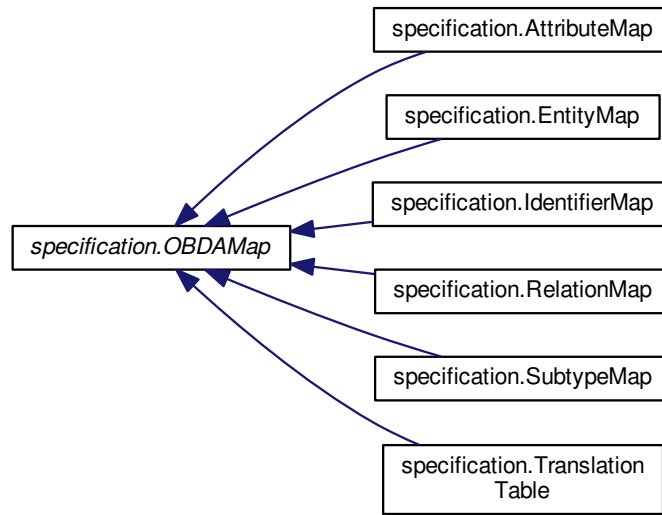 specification.AttributeMap
specification.EntityMap
specification.IdentifierMap
specification.OBDAMap
specification.RelationMap
specification.SubtypeMap
specification.Translation
Table